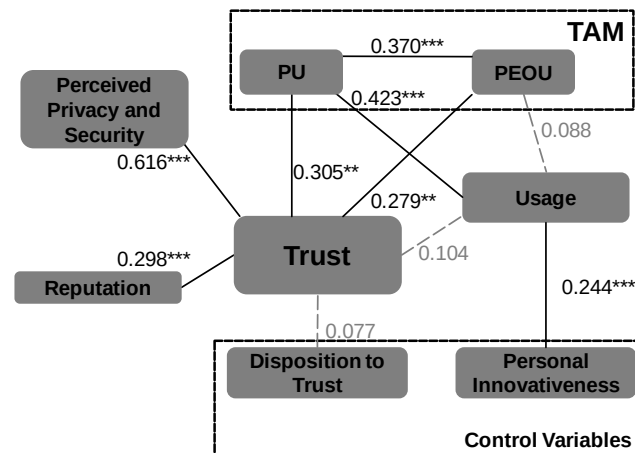 TAM
0.370***
PU
PEOU
Perceived
Privacy and
Security
0.423***
0.088
0.616***
0.305**
0.279**
Usage
Trust
0.298***
0.104
Reputation
0.244***
0.077
Disposition to
Trust
Personal
Innovativeness
Control Variables